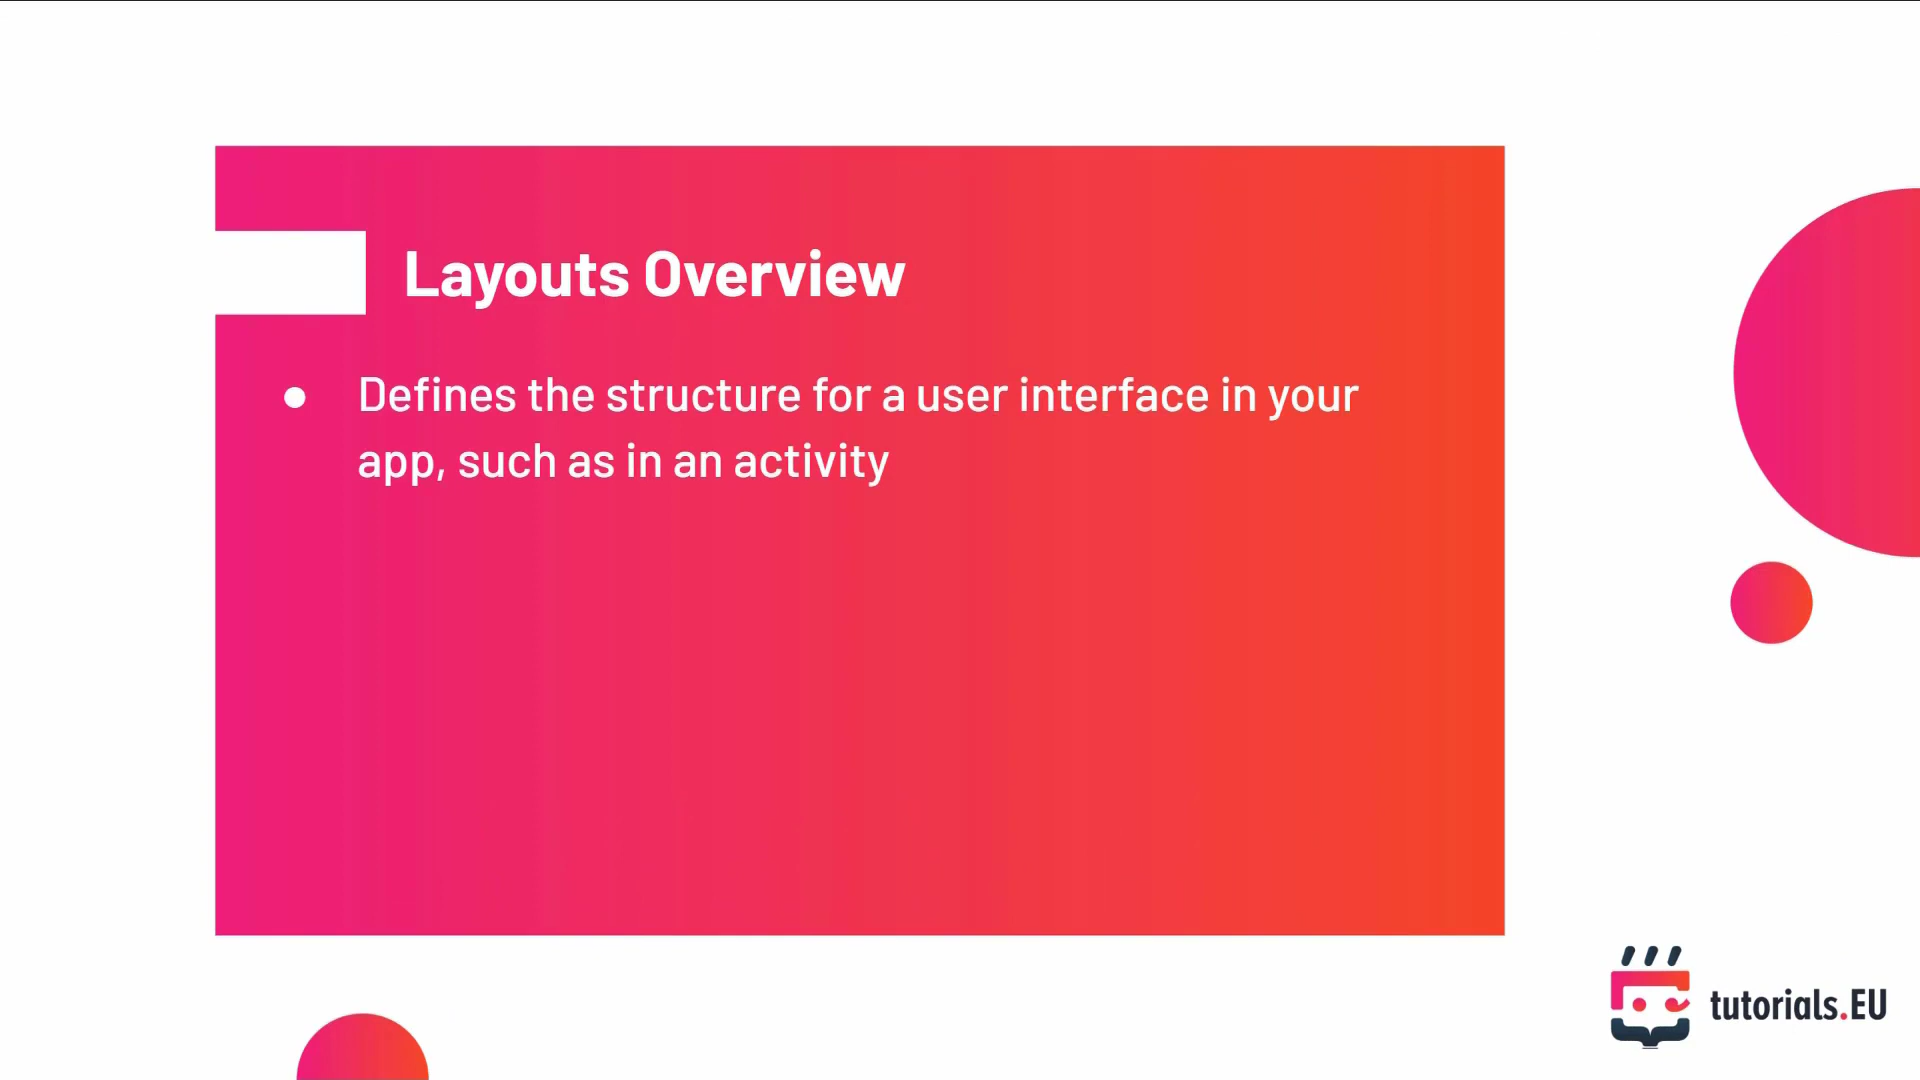 Layouts Overview
● Defines the structure for a user interface in your
app, such as in an activity
tutorials.EU